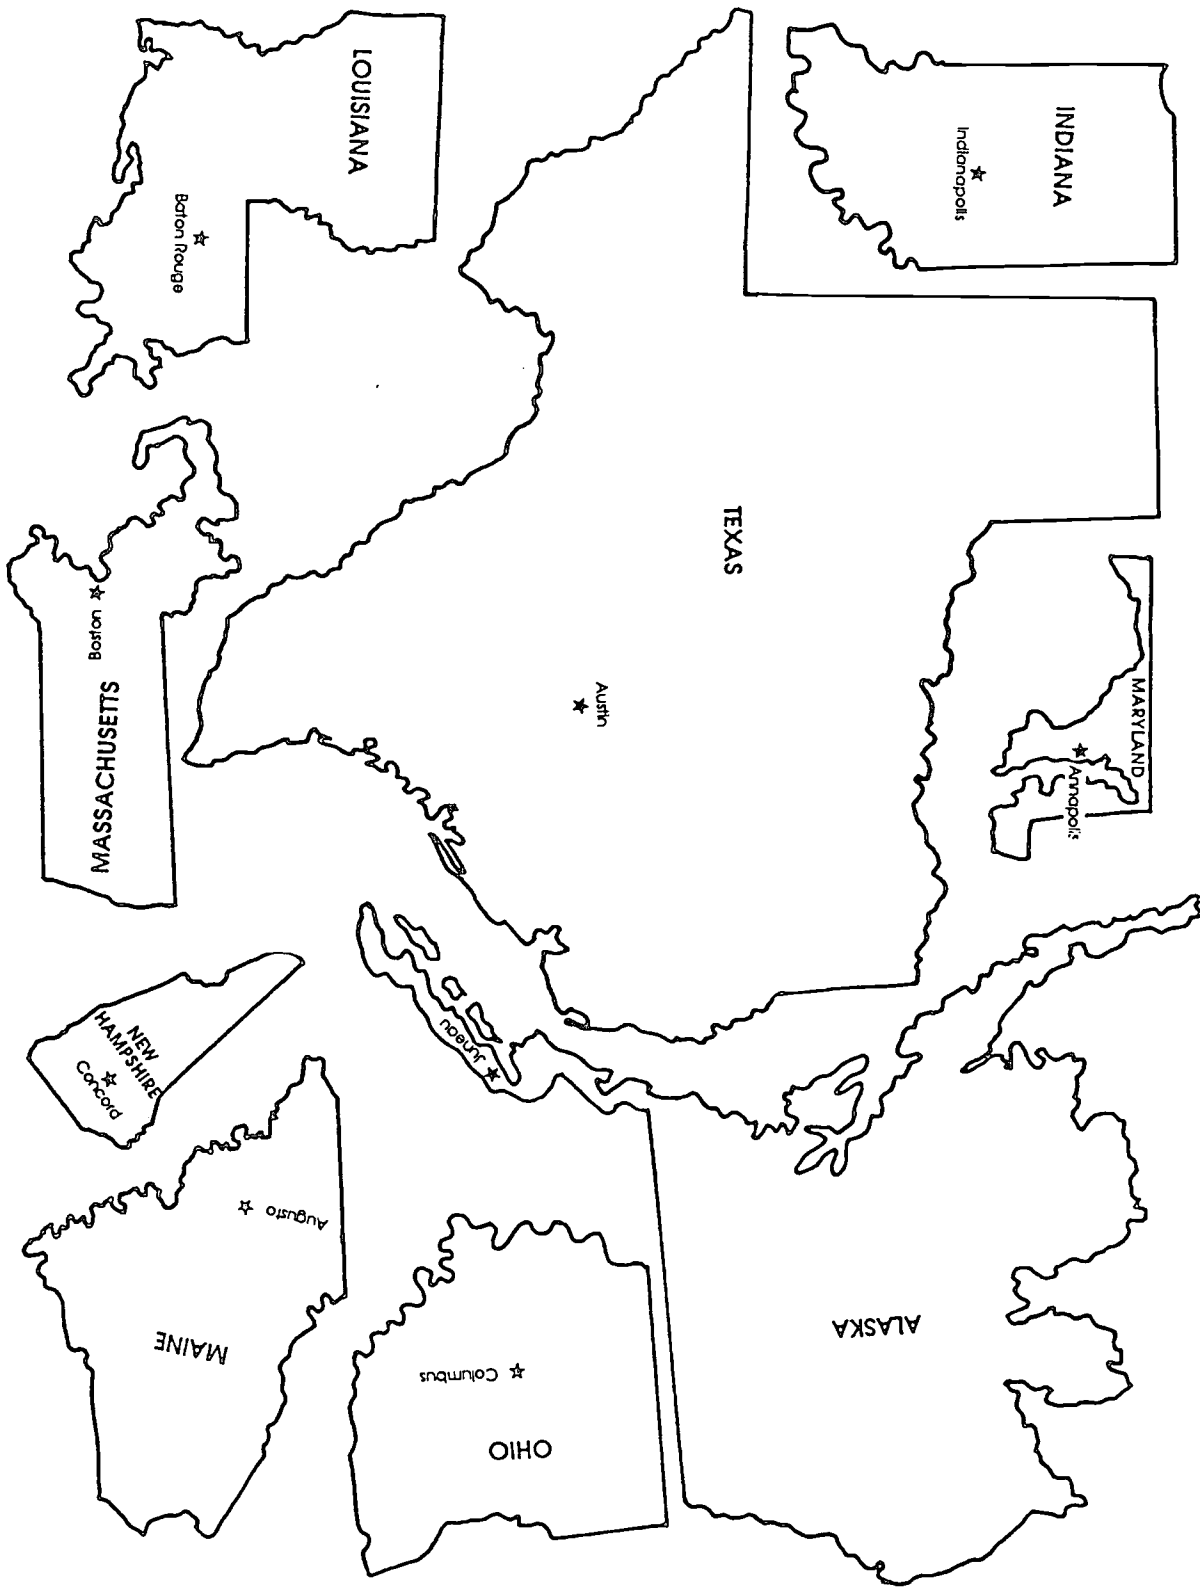 LOUISIANA
Baton Rouge
INDIANA
Indianapolis
TEXAS
Austin
MARYLAND
Annapolis
Boston
MASSACHUSETTS
NEW
HAMPSHIRE
Concord
Juneau
ALASKA
Augusto
MAINE
Columbus
OHIO